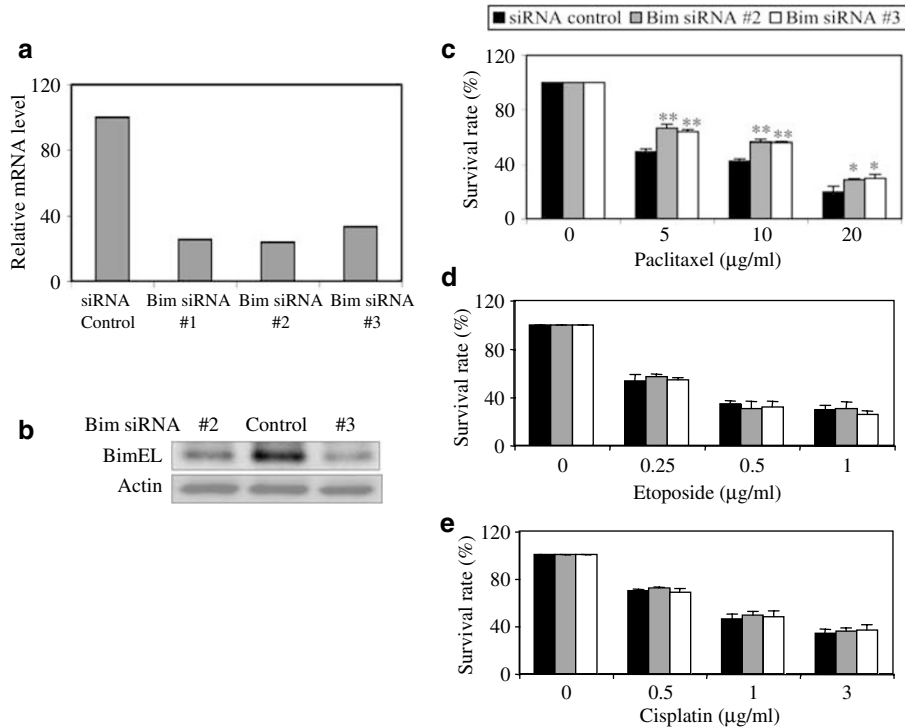 siRNA control Bim siRNA #2 Bim siRNA #3
a
120
80
40
0
Relative mRNA level
siRNA Control
Bim siRNA #1
Bim siRNA #2
Bim siRNA #3
b
Bim siRNA #2 Control #3
BimEL
Actin
c
120
80
40
0
Survival rate (%)
** **
** **
* *
0 5 10 20
Paclitaxel (µg/ml)
d
120
80
40
0
Survival rate (%)
0 0.25 0.5 1
Etoposide (µg/ml)
e
120
80
40
0
Survival rate (%)
0 0.5 1 3
Cisplatin (µg/ml)